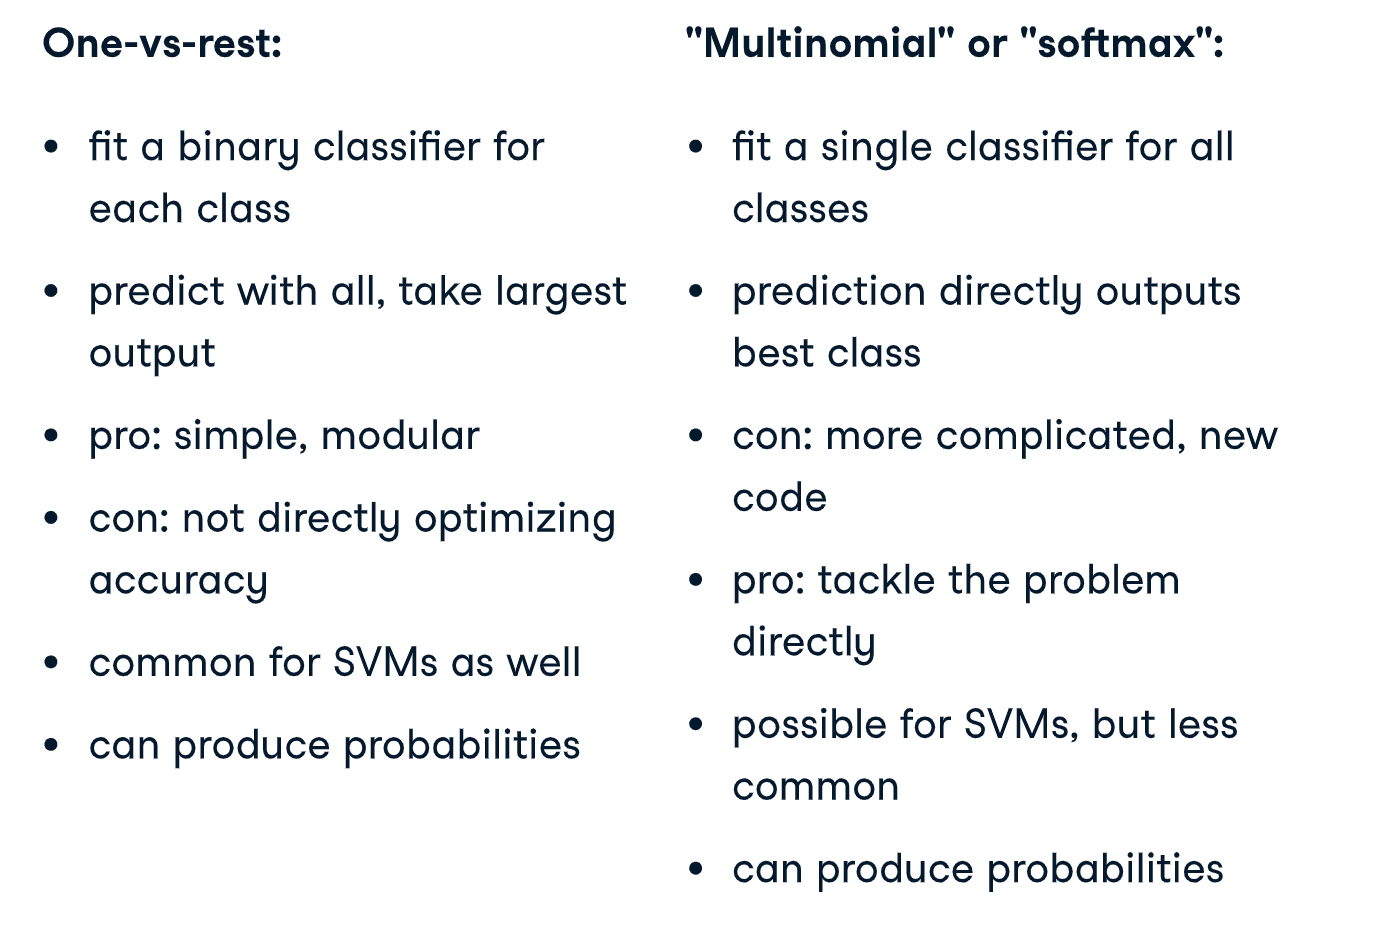 One-vs-rest:
• fit a binary classifier for
each class
• predict with all, take largest
output
• pro: simple, modular
• con: not directly optimizing
accuracy
• common for SVMs as well
• can produce probabilities
"Multinomial" or "softmax":
• fit a single classifier for all
classes
• prediction directly outputs
best class
• con: more complicated, new
code
• pro: tackle the problem
directly
• possible for SVMs, but less
common
• can produce probabilities